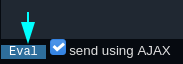 Eval send using AJAX